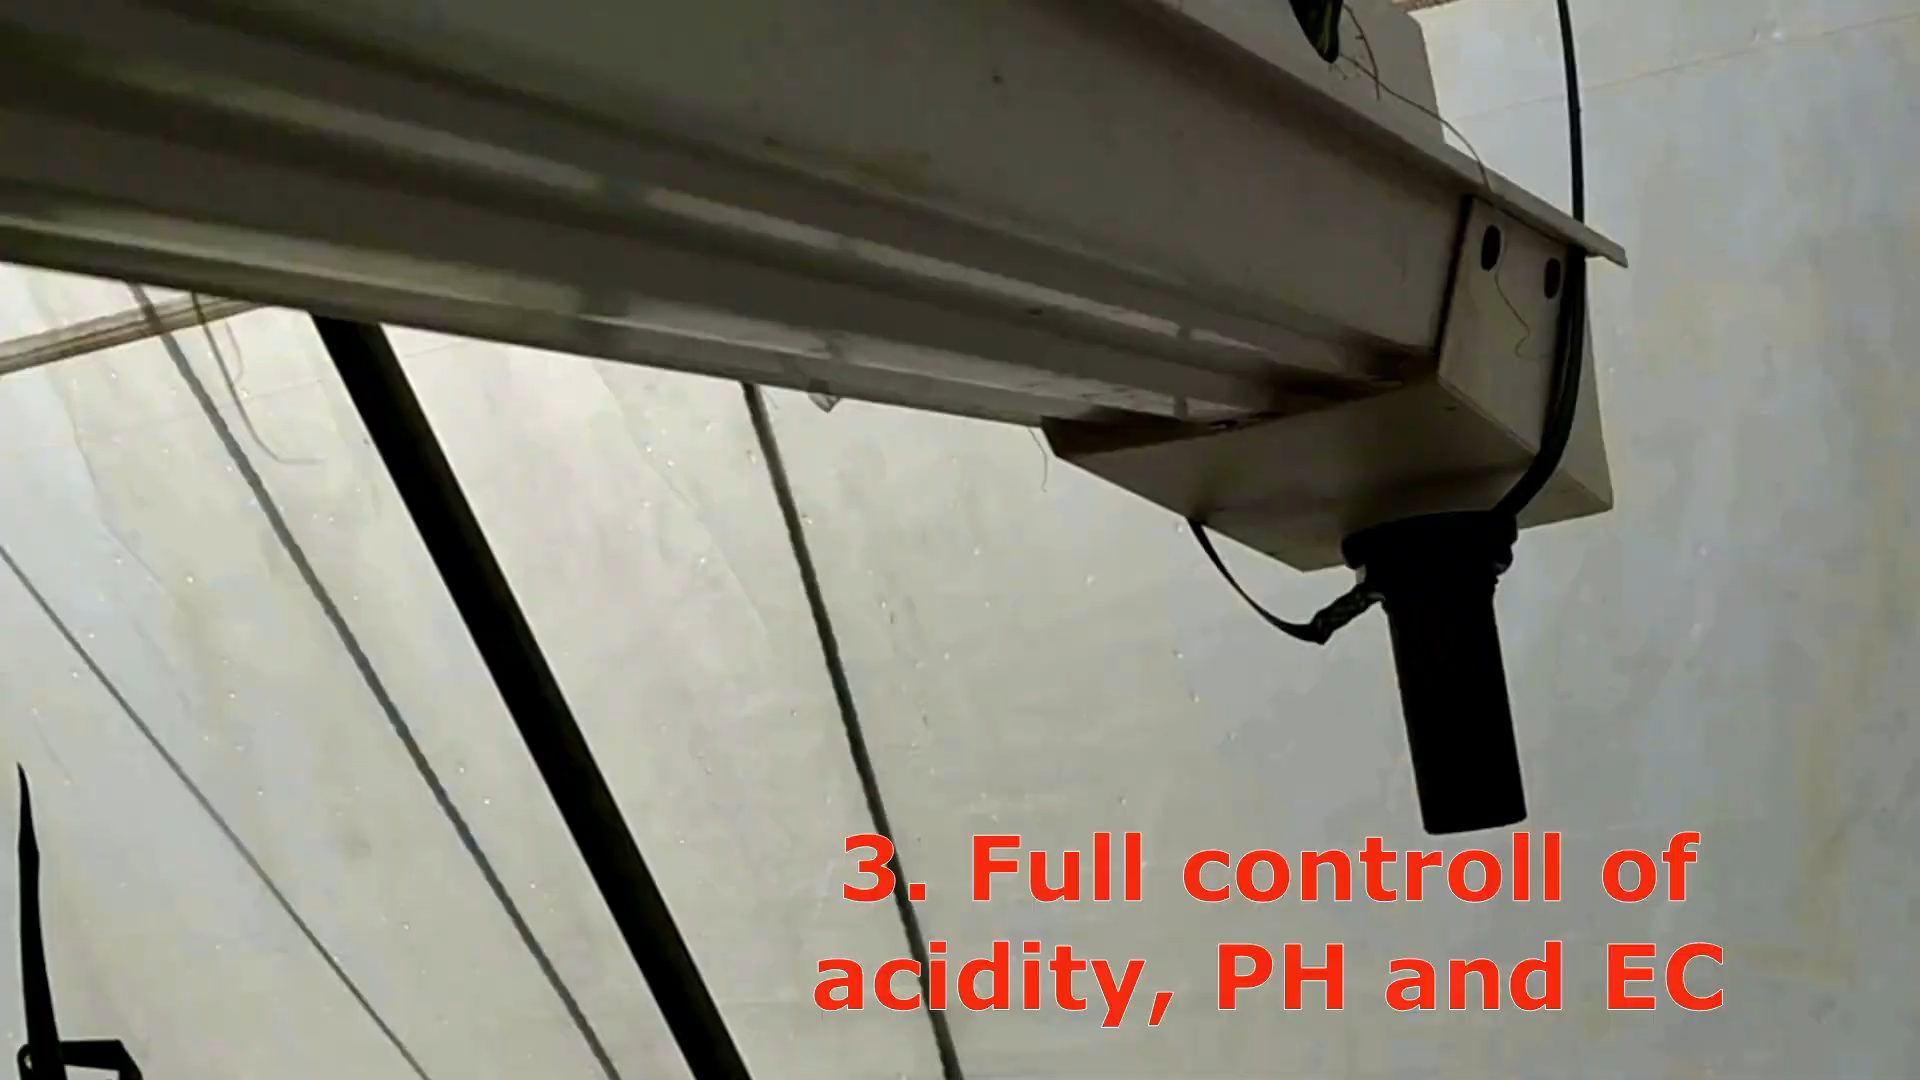 3. Full controll of
acidity, PH and EC